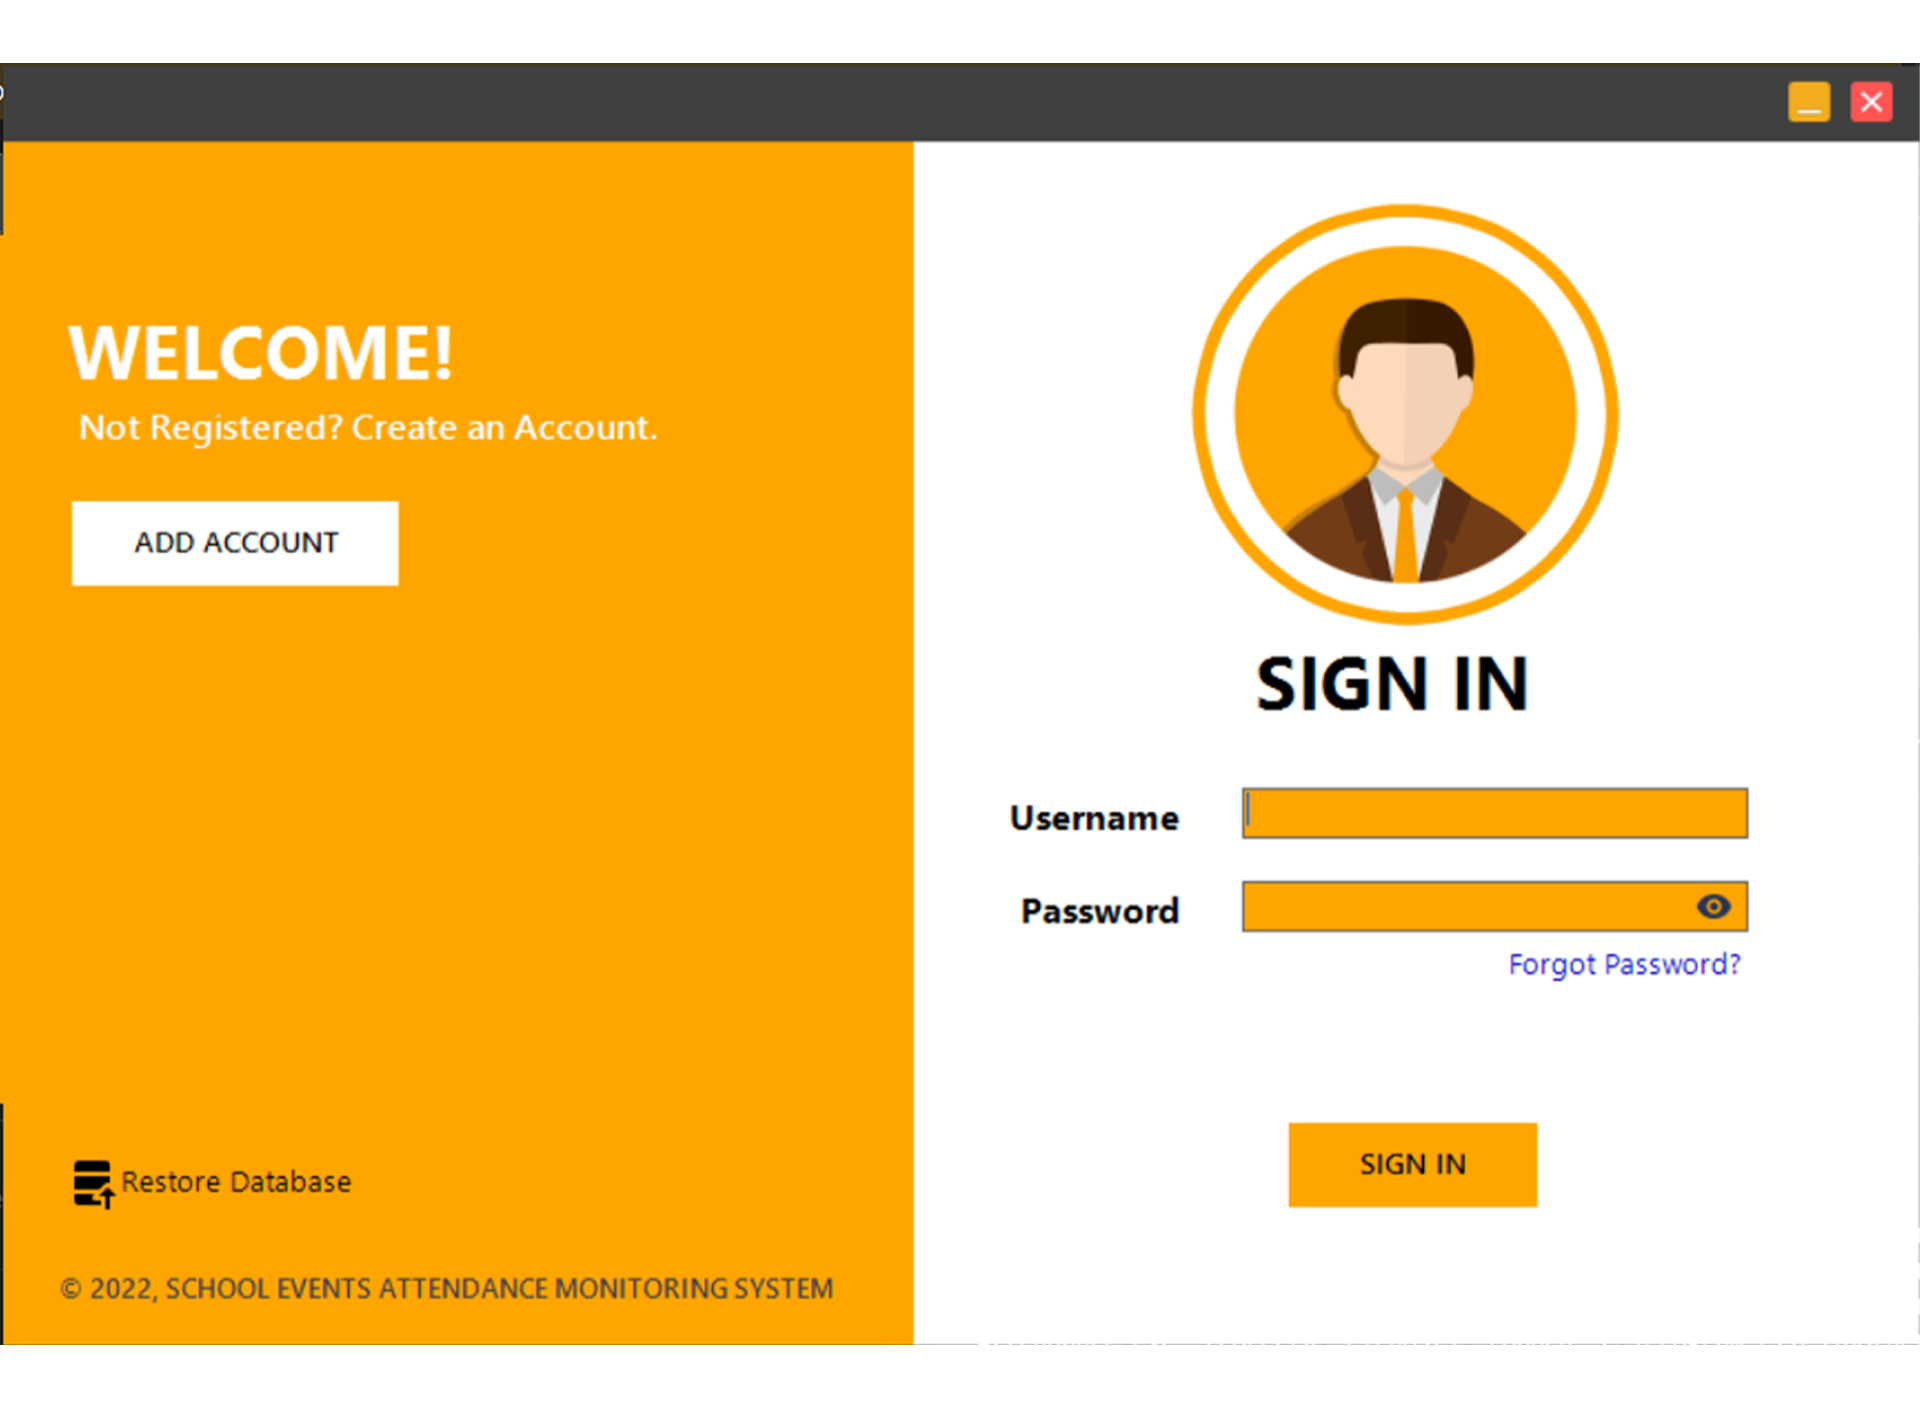 WELCOME!
Not Registered? Create an Account.
ADD ACCOUNT
Restore Database
© 2022, SCHOOL EVENTS ATTENDANCE MONITORING SYSTEM
SIGN IN
Username
Password
Forgot Password?
SIGN IN